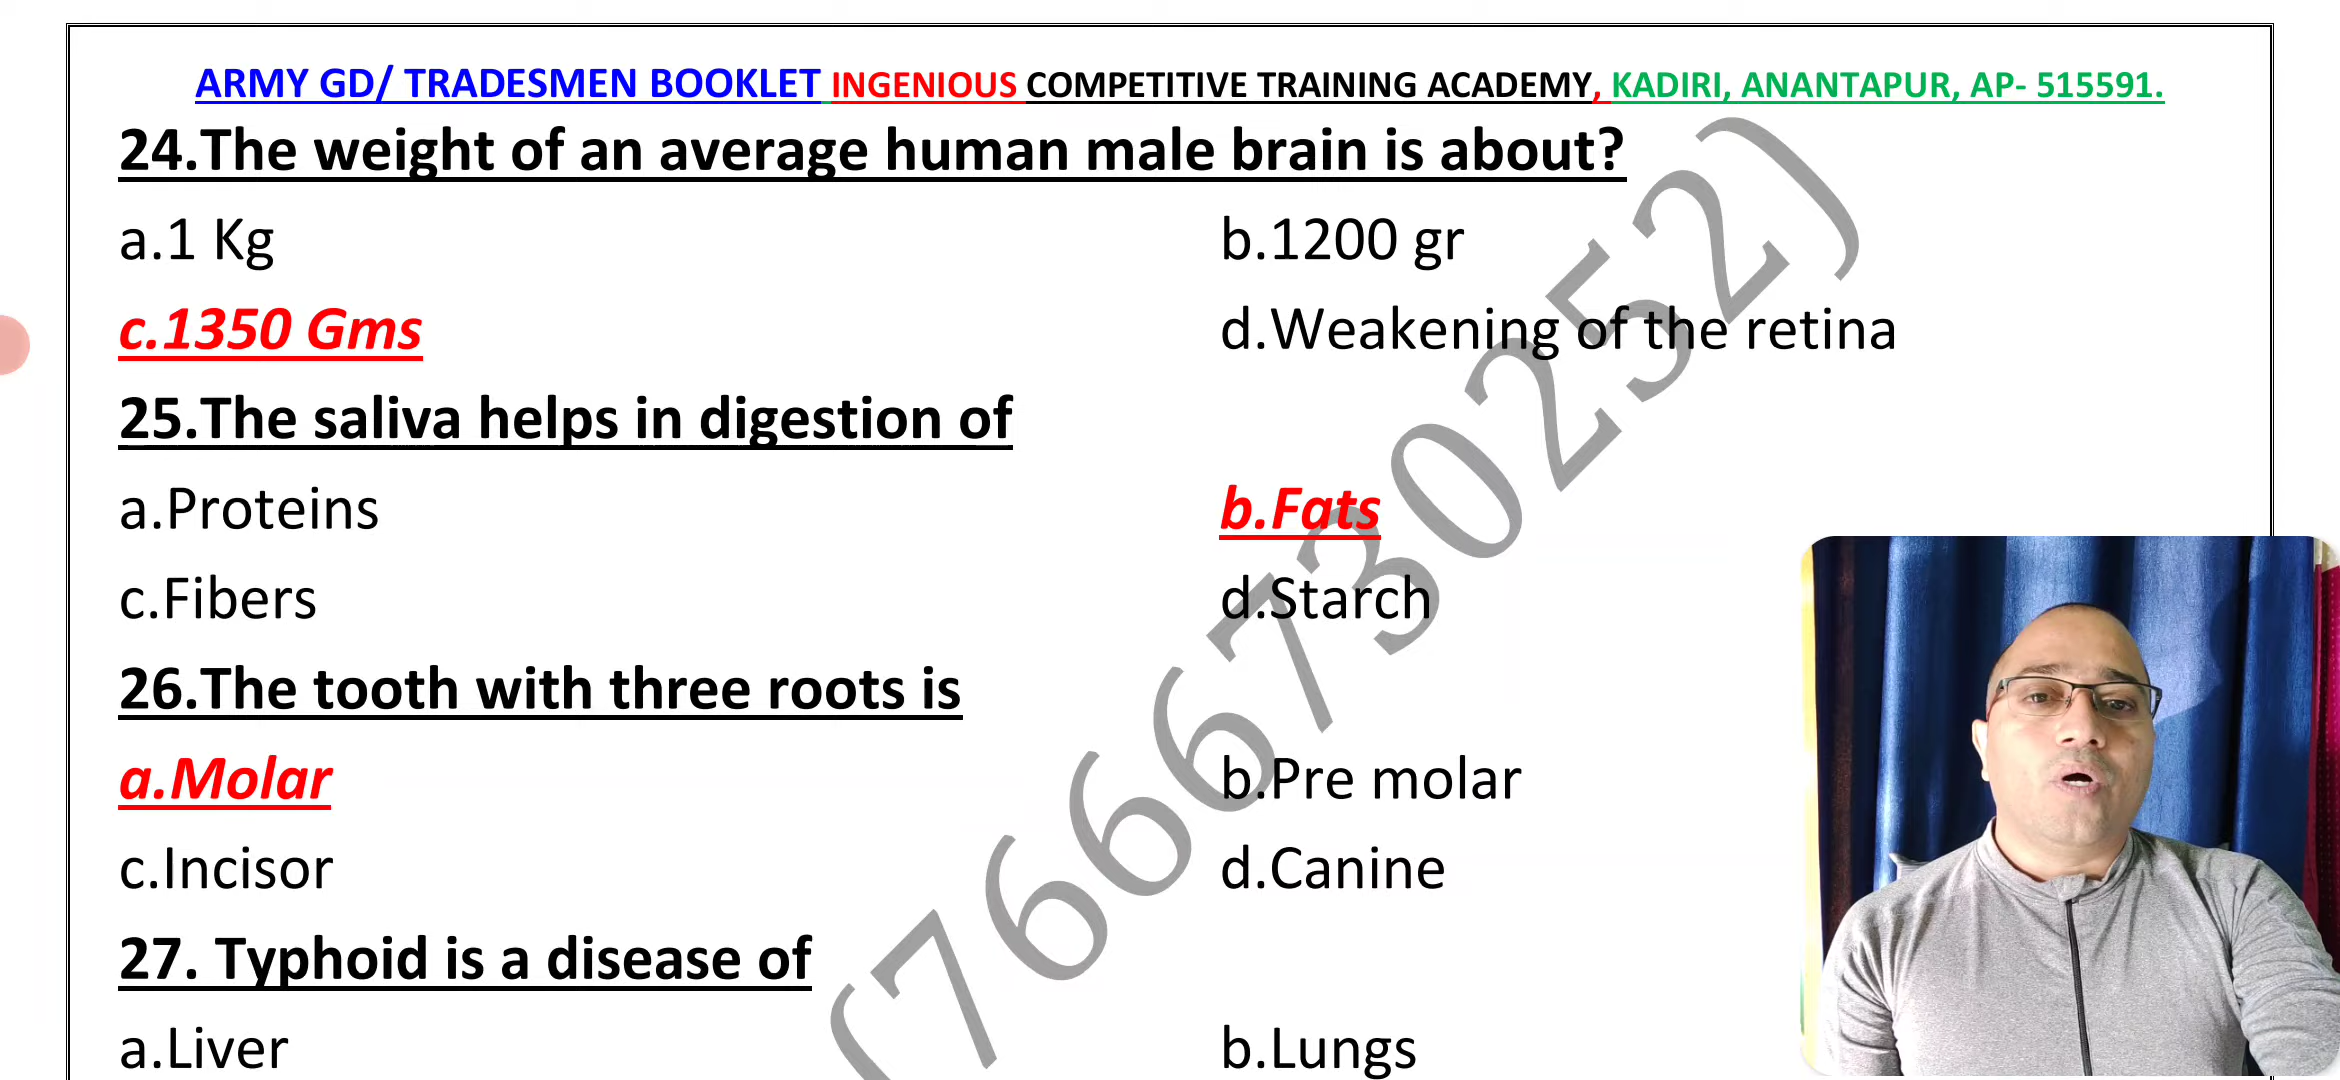 ARMY GD/ TRADESMEN BOOKLET INGENIOUS COMPETITIVE TRAINING ACADEMY, KADIRI, ANANTAPUR, AP- 515591.
24.The weight of an average human male brain is about?
a.1 Kg b.1200 gr
c.1350 Gms d.Weakening of the retina
25.The saliva helps in digestion of
a.Proteins b.Fats
c.Fibers d.Starch
26.The tooth with three roots is
a.Molar b.Pre molar
c.Incisor d.Canine
27. Typhoid is a disease of
a.Liver b.Lungs
(7666730252)